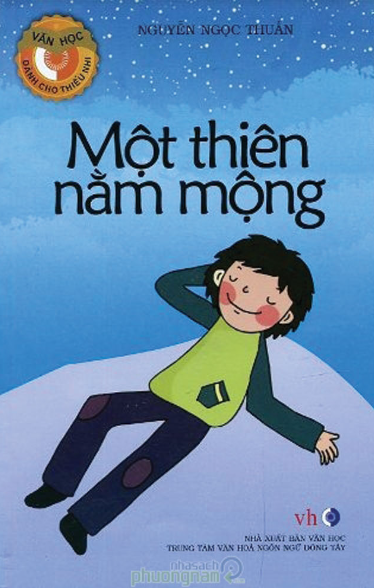 NGUYỄN NGỌC THUẦN
VĂN HỌC
DÀNH CHO THIẾU NHI
Một thiên
nằm mộng
vh
NHÀ XUẤT BẢN VĂN HỌC
TRUNG TÂM VĂN HOÁ NGÔN NGỮ ĐÔNG TÂY
nhasach
phuongnam